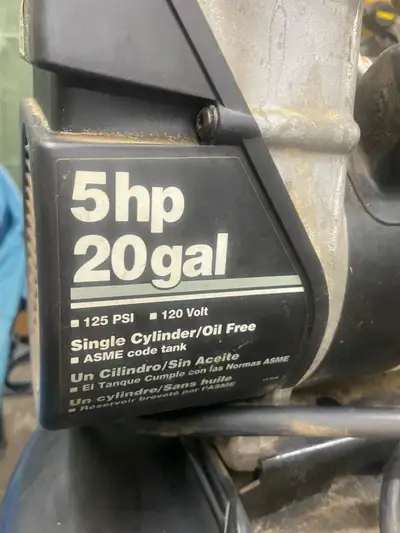 5hp
20gal
■ 125 PSI ■ 120 Volt
Single Cylinder/Oil Free
■ ASME code tank
Un Cilindro/Sin Aceite
■ El Tanque Cumple con las Normas ASME
Un cylindre/Sans huile
■ Réservoir breveté par l'ASME